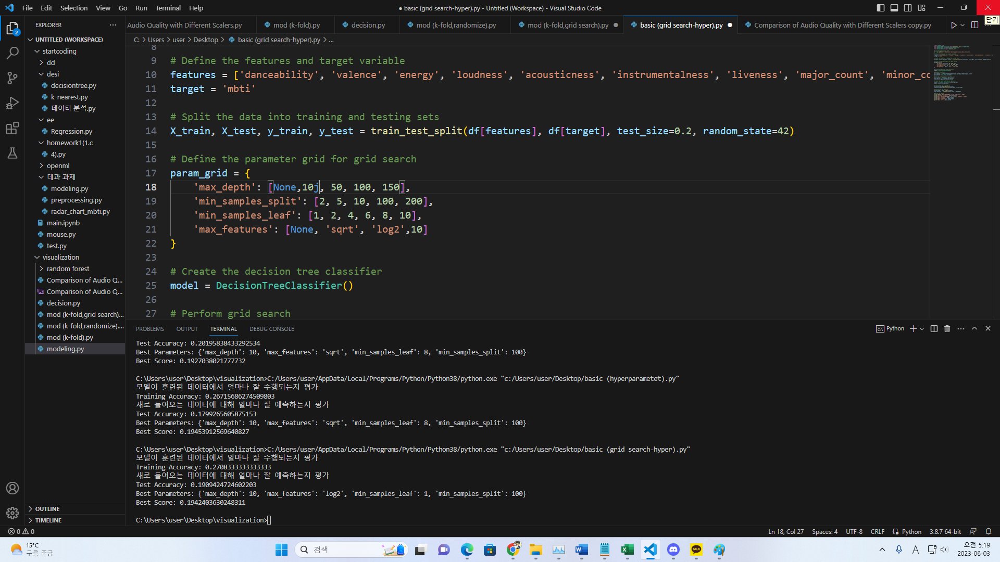 File Edit Selection View Go Run Terminal Help
● basic (grid search-hyper).py - Untitled (Workspace) - Visual Studio Code
닫기
EXPLORER
Audio Quality with Different Scalers.py
mod (k-fold).py
decision.py
mod (k-fold,randomize).py
mod (k-fold,grid search).py
basic (grid search-hyper).py
Comparison of Audio Quality with Different Scalers copy.py
C: > Users > user > Desktop > basic (grid search-hyper).py > ...
2
UNTITLED (WORKSPACE)
startcoding
dd
desi
decisiontree.py
k-nearest.py
데이터 분석.py
ee
Regression.py
homework1(1.c
4).py
openml
데과 과제
modeling.py
preprocessing.py
radar_chart_mbti.py
main.ipynb
mouse.py
test.py
visualization
random forest
Comparison of Audio Q...
Comparison of Audio Q...
decision.py
mod (k-fold,grid search)...
mod (k-fold,randomize)....
mod (k-fold).py
modeling.py
OUTLINE
TIMELINE
8
9 # Define the features and target variable
10 features = ['danceability', 'valence', 'energy', 'loudness', 'acousticness', 'instrumentalness', 'liveness', 'major_count', 'minor_co
11 target = 'mbti'
12
13 # Split the data into training and testing sets
14 X_train, X_test, y_train, y_test = train_test_split(df[features], df[target], test_size=0.2, random_state=42)
15
16 # Define the parameter grid for grid search
17 param_grid = {
18 'max_depth': [None,10j, 50, 100, 150],
19 'min_samples_split': [2, 5, 10, 100, 200],
20 'min_samples_leaf': [1, 2, 4, 6, 8, 10],
21 'max_features': [None, 'sqrt', 'log2',10]
22 }
23
24 # Create the decision tree classifier
25 model = DecisionTreeClassifier()
26
27 # Perform grid search
PROBLEMS OUTPUT TERMINAL DEBUG CONSOLE
Python
Test Accuracy: 0.20195838433292534
Best Parameters: {'max_depth': 10, 'max_features': 'sqrt', 'min_samples_leaf': 8, 'min_samples_split': 100}
Best Score: 0.1927038021777732
C:\Users\user\Desktop\visualization>C:/Users/user/AppData/Local/Programs/Python/Python38/python.exe "c:/Users/user/Desktop/basic (hyperparametet).py"
모델이 훈련된 데이터에서 얼마나 잘 수행되는지 평가
Training Accuracy: 0.26715686274509803
새로 들어오는 데이터에 대해 얼마나 잘 예측하는지 평가
Test Accuracy: 0.1799265605875153
Best Parameters: {'max_depth': 10, 'max_features': 'sqrt', 'min_samples_leaf': 8, 'min_samples_split': 100}
Best Score: 0.19453912569640827
C:\Users\user\Desktop\visualization>C:/Users/user/AppData/Local/Programs/Python/Python38/python.exe "c:/Users/user/Desktop/basic (grid search-hyper).py"
모델이 훈련된 데이터에서 얼마나 잘 수행되는지 평가
Training Accuracy: 0.2708333333333333
새로 들어오는 데이터에 대해 얼마나 잘 예측하는지 평가
Test Accuracy: 0.1909424724602203
Best Parameters: {'max_depth': 10, 'max_features': 'log2', 'min_samples_leaf': 1, 'min_samples_split': 100}
Best Score: 0.1942403630248311
C:\Users\user\Desktop\visualization>
0 0
Ln 18, Col 27 Spaces: 4 UTF-8 CRLF Python 3.8.7 64-bit
15°C
구름 조금
검색
TALK
A
오전 5:19
2023-06-03